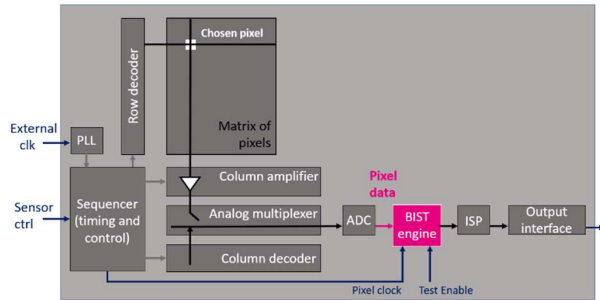 Chosen pixel
Row decoder
Matrix of
pixels
External
clk
PLL
Column amplifier
Pixel
data
Sequencer
(timing and
control)
Sensor
ctrl
Analog multiplexer
ADC
BIST
engine
ISP
Output
interface
Column decoder
Pixel clock
Test Enable